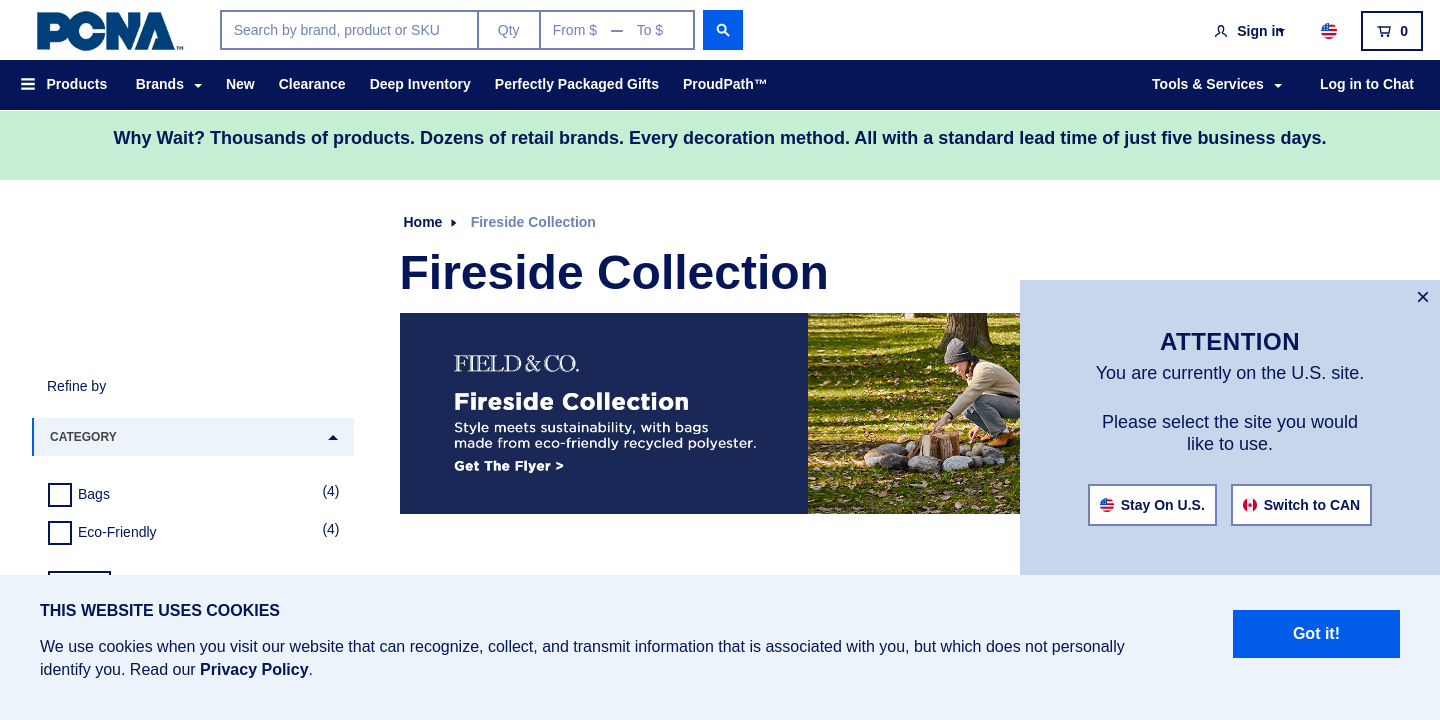 PCNA™
Search by brand, product or SKU
Qty
From $ — To $
Sign in
0
Products
Brands
New
Clearance
Deep Inventory
Perfectly Packaged Gifts
ProudPath™
Tools & Services
Log in to Chat
Why Wait? Thousands of products. Dozens of retail brands. Every decoration method. All with a standard lead time of just five business days.
Home
Fireside Collection
Fireside Collection
FIELD & CO.
Fireside Collection
Style meets sustainability, with bags
made from eco-friendly recycled polyester.
Get The Flyer >
Refine by
CATEGORY
Bags (4)
Eco-Friendly (4)
×
ATTENTION
You are currently on the U.S. site.
Please select the site you would
like to use.
Stay On U.S.
Switch to CAN
THIS WEBSITE USES COOKIES
We use cookies when you visit our website that can recognize, collect, and transmit information that is associated with you, but which does not personally
identify you. Read our Privacy Policy.
Got it!